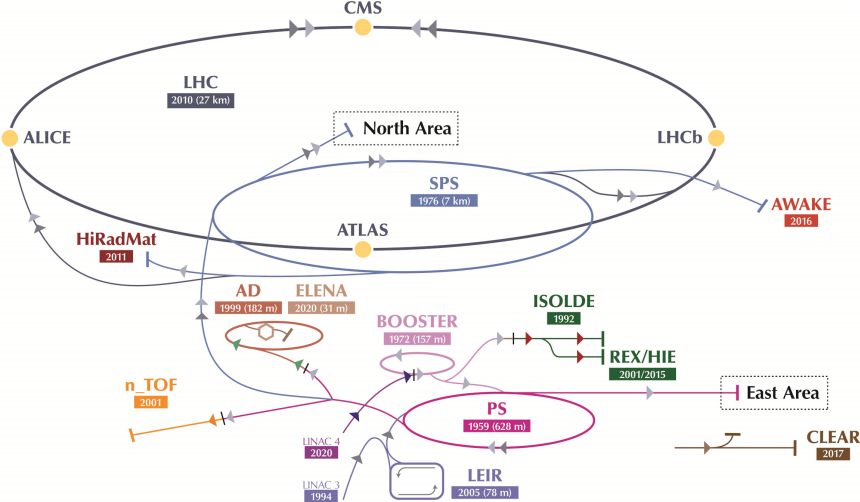 CMS
LHC
2010 (27 km)
North Area
ALICE
LHCb
SPS
1976 (7 km)
AWAKE
2016
ATLAS
HiRadMat
2011
AD
1999 (182 m)
ELENA
2020 (31 m)
ISOLDE
1992
BOOSTER
1972 (157 m)
REX/HIE
2001/2015
n_TOF
2001
East Area
PS
1959 (628 m)
LINAC 4
2020
CLEAR
2017
LINAC 3
1994
LEIR
2005 (78 m)